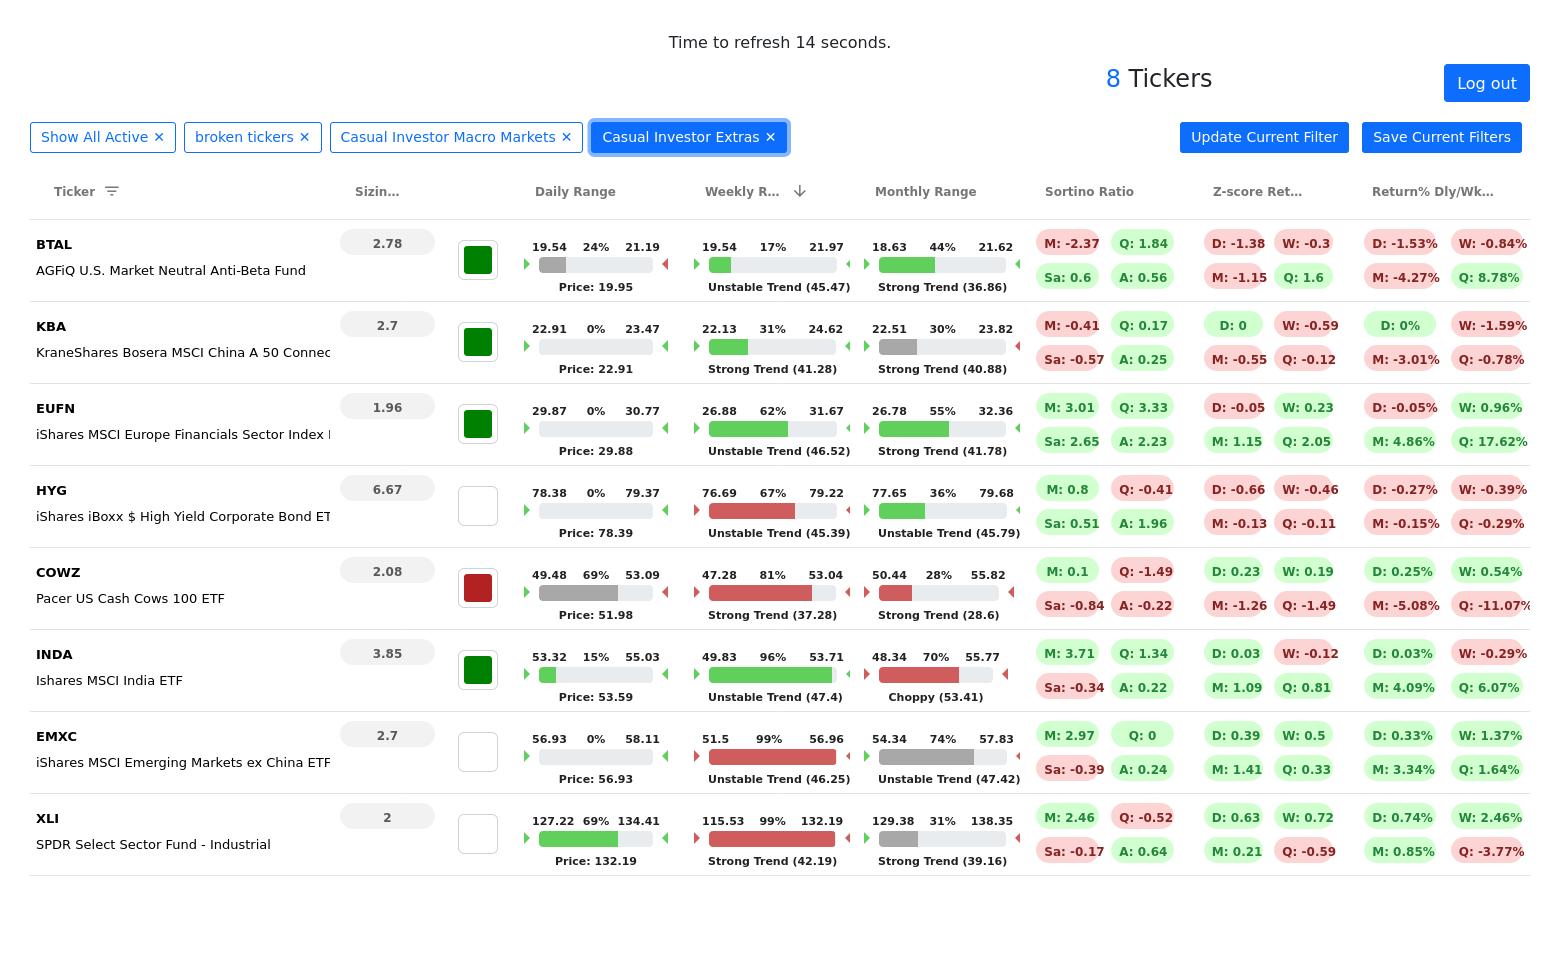 Time to refresh 14 seconds.
8 Tickers
Log out
Show All Active ✕ broken tickers ✕ Casual Investor Macro Markets ✕ Casual Investor Extras ✕ Update Current Filter Save Current Filters
Ticker Sizin… Daily Range Weekly R… Monthly Range Sortino Ratio Z-score Ret… Return% Dly/Wk…
BTAL 2.78 19.54 24% 21.19 19.54 17% 21.97 18.63 44% 21.62 M: -2.37 Q: 1.84 D: -1.38 W: -0.3 D: -1.53% W: -0.84%
AGFiQ U.S. Market Neutral Anti-Beta Fund Price: 19.95 Unstable Trend (45.47) Strong Trend (36.86) Sa: 0.6 A: 0.56 M: -1.15 Q: 1.6 M: -4.27% Q: 8.78%
KBA 2.7 22.91 0% 23.47 22.13 31% 24.62 22.51 30% 23.82 M: -0.41 Q: 0.17 D: 0 W: -0.59 D: 0% W: -1.59%
KraneShares Bosera MSCI China A 50 Connec Price: 22.91 Strong Trend (41.28) Strong Trend (40.88) Sa: -0.57 A: 0.25 M: -0.55 Q: -0.12 M: -3.01% Q: -0.78%
EUFN 1.96 29.87 0% 30.77 26.88 62% 31.67 26.78 55% 32.36 M: 3.01 Q: 3.33 D: -0.05 W: 0.23 D: -0.05% W: 0.96%
iShares MSCI Europe Financials Sector Index Price: 29.88 Unstable Trend (46.52) Strong Trend (41.78) Sa: 2.65 A: 2.23 M: 1.15 Q: 2.05 M: 4.86% Q: 17.62%
HYG 6.67 78.38 0% 79.37 76.69 67% 79.22 77.65 36% 79.68 M: 0.8 Q: -0.41 D: -0.66 W: -0.46 D: -0.27% W: -0.39%
iShares iBoxx $ High Yield Corporate Bond ET Price: 78.39 Unstable Trend (45.39) Unstable Trend (45.79) Sa: 0.51 A: 1.96 M: -0.13 Q: -0.11 M: -0.15% Q: -0.29%
COWZ 2.08 49.48 69% 53.09 47.28 81% 53.04 50.44 28% 55.82 M: 0.1 Q: -1.49 D: 0.23 W: 0.19 D: 0.25% W: 0.54%
Pacer US Cash Cows 100 ETF Price: 51.98 Strong Trend (37.28) Strong Trend (28.6) Sa: -0.84 A: -0.22 M: -1.26 Q: -1.49 M: -5.08% Q: -11.07%
INDA 3.85 53.32 15% 55.03 49.83 96% 53.71 48.34 70% 55.77 M: 3.71 Q: 1.34 D: 0.03 W: -0.12 D: 0.03% W: -0.29%
Ishares MSCI India ETF Price: 53.59 Unstable Trend (47.4) Choppy (53.41) Sa: -0.34 A: 0.22 M: 1.09 Q: 0.81 M: 4.09% Q: 6.07%
EMXC 2.7 56.93 0% 58.11 51.5 99% 56.96 54.34 74% 57.83 M: 2.97 Q: 0 D: 0.39 W: 0.5 D: 0.33% W: 1.37%
iShares MSCI Emerging Markets ex China ETF Price: 56.93 Unstable Trend (46.25) Unstable Trend (47.42) Sa: -0.39 A: 0.24 M: 1.41 Q: 0.33 M: 3.34% Q: 1.64%
XLI 2 127.22 69% 134.41 115.53 99% 132.19 129.38 31% 138.35 M: 2.46 Q: -0.52 D: 0.63 W: 0.72 D: 0.74% W: 2.46%
SPDR Select Sector Fund - Industrial Price: 132.19 Strong Trend (42.19) Strong Trend (39.16) Sa: -0.17 A: 0.64 M: 0.21 Q: -0.59 M: 0.85% Q: -3.77%